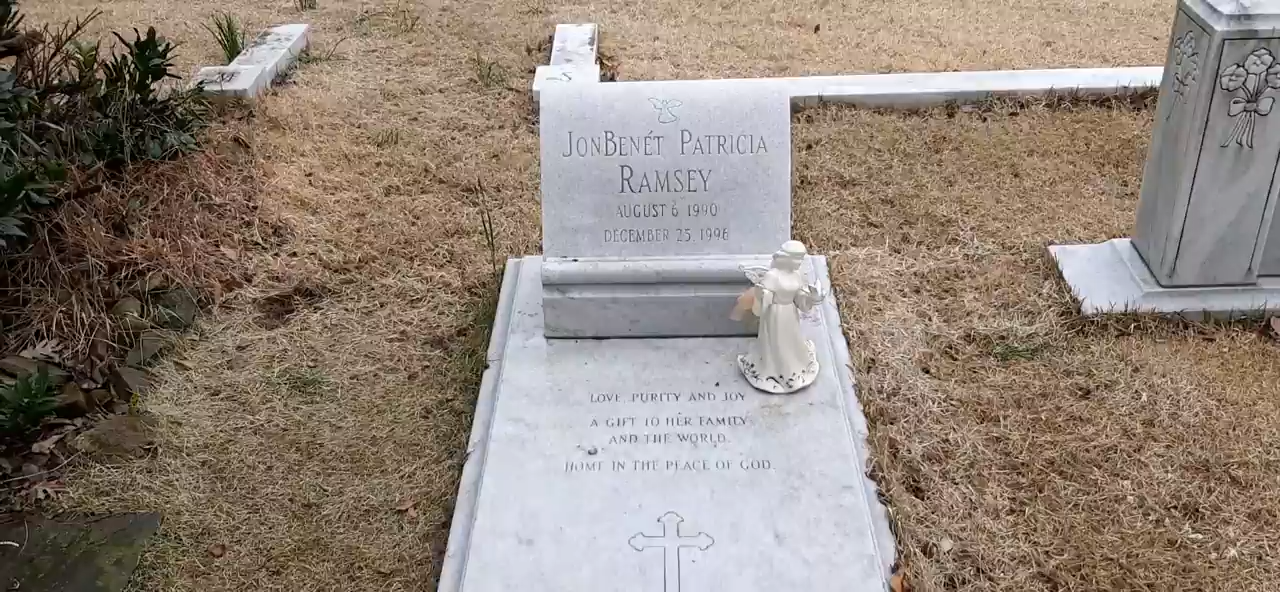 JonBenét Patricia
Ramsey
August 6 1990
December 25, 1996
Love, Purity and Joy
A Gift to Her Family
and the World.
Home in the Peace of God.